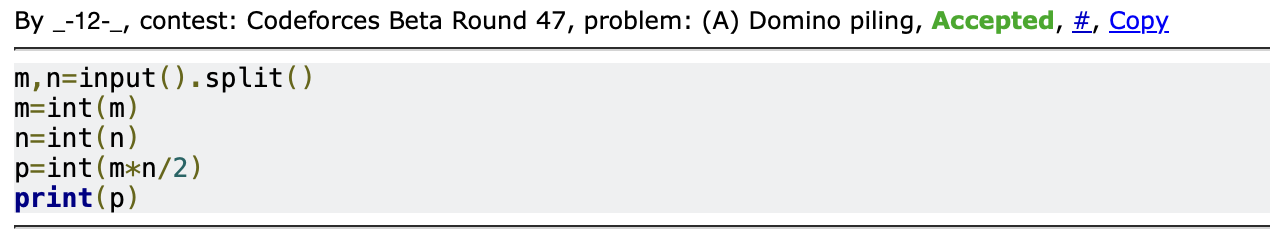 By _-12-_, contest: Codeforces Beta Round 47, problem: (A) Domino piling, Accepted, #, Copy
m,n=input().split()
m=int(m)
n=int(n)
p=int(m*n/2)
print(p)